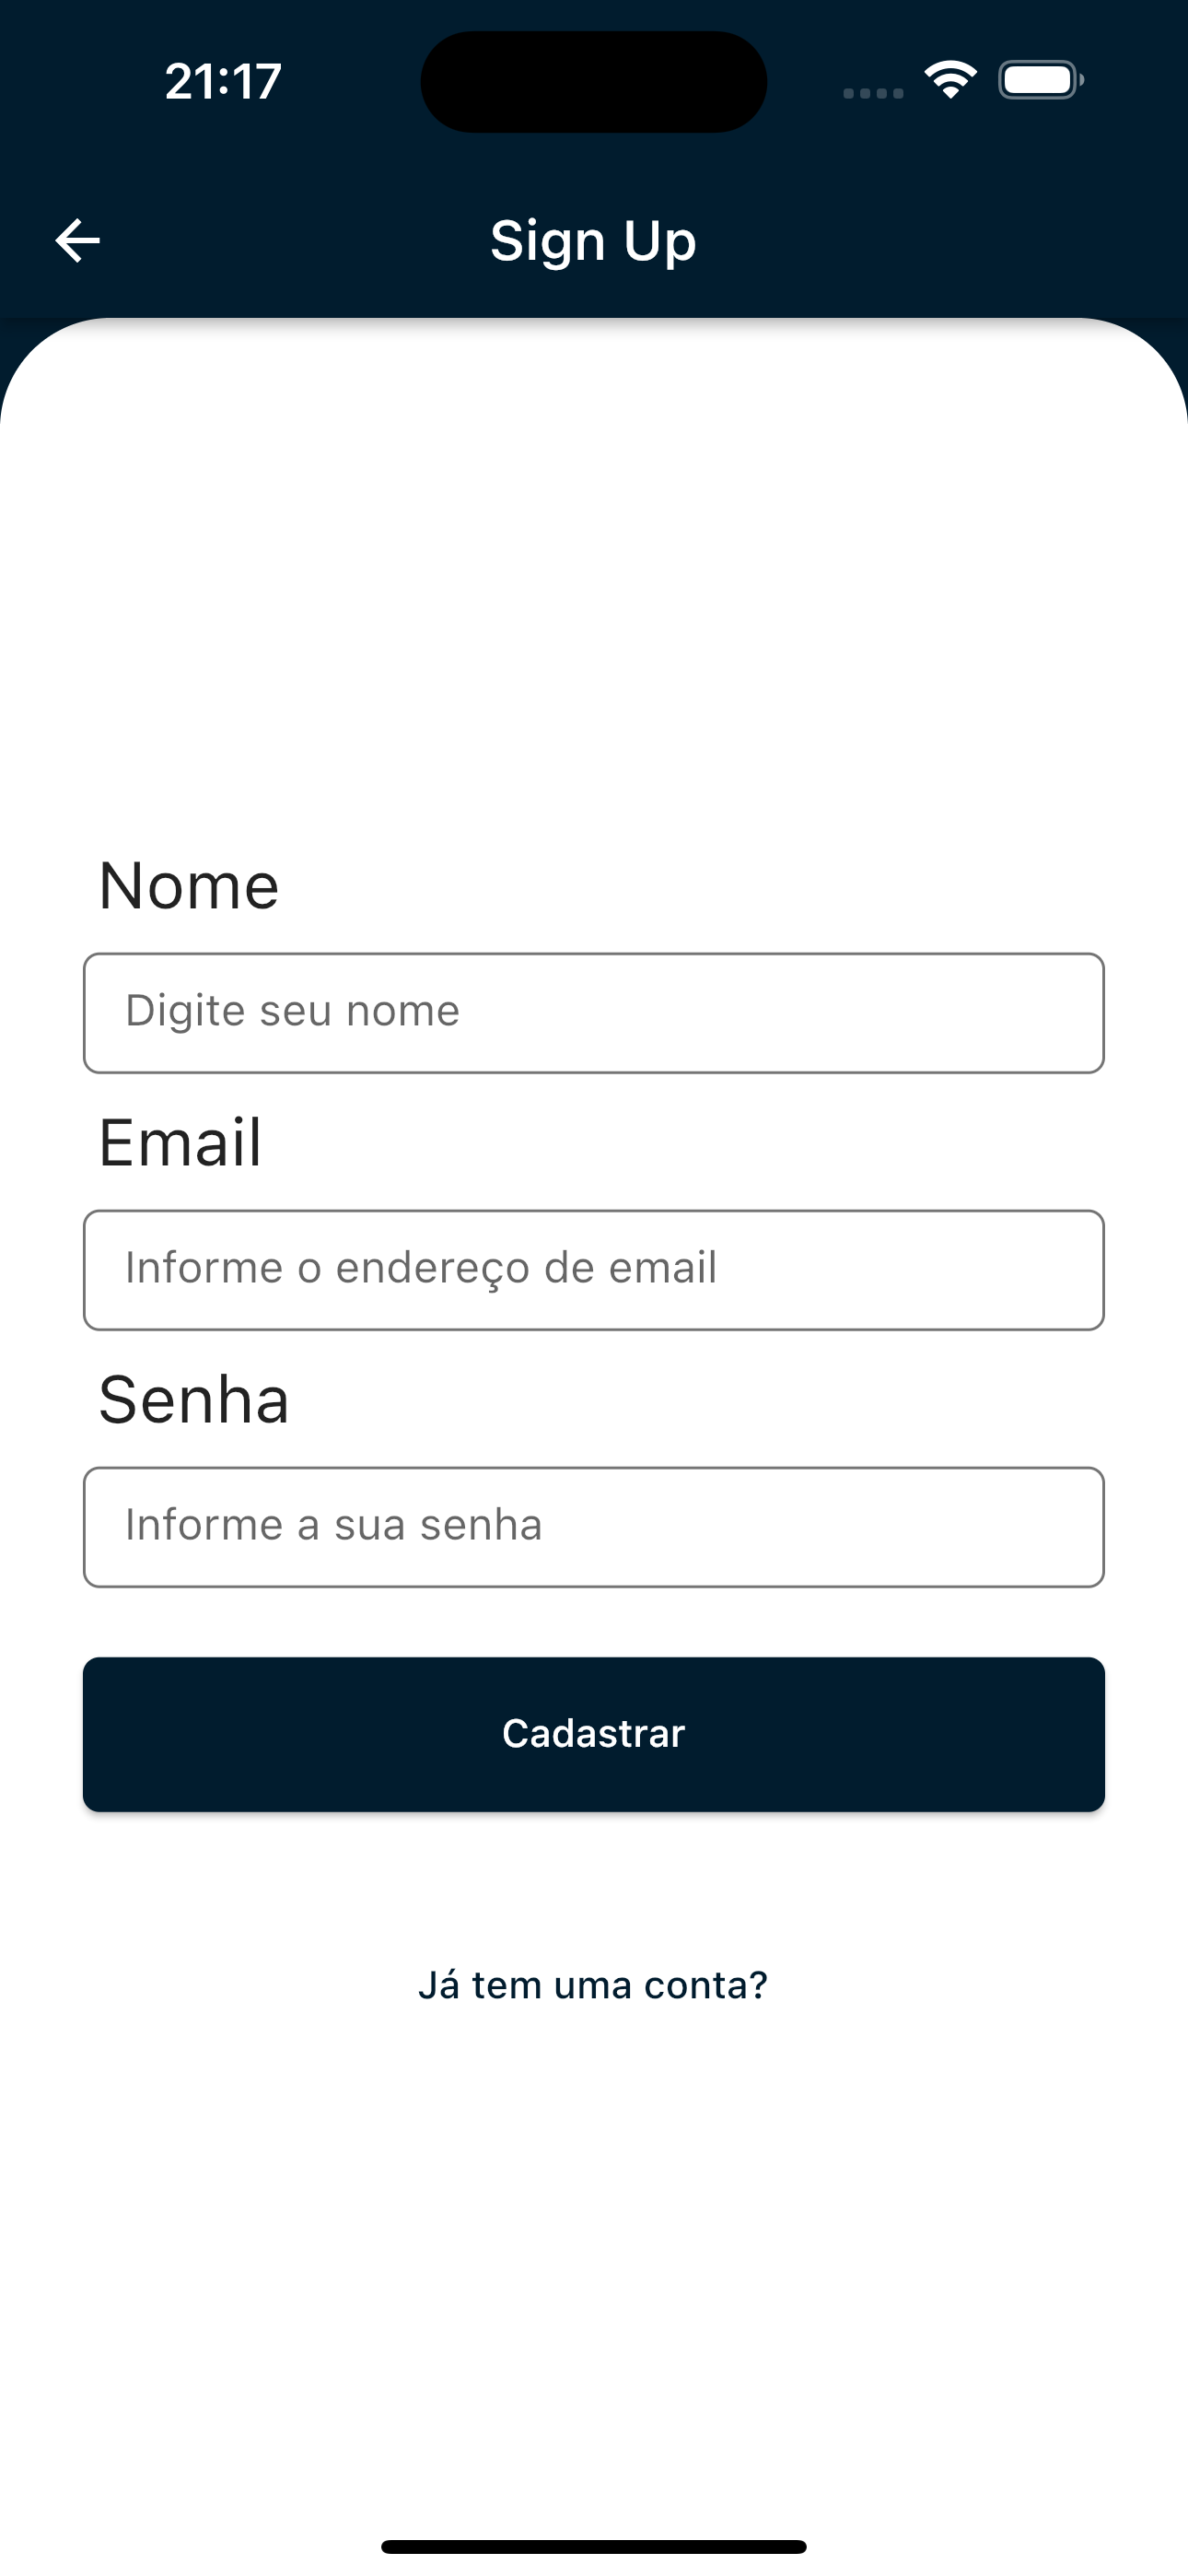 21:17
Sign Up
Nome
Digite seu nome
Email
Informe o endereço de email
Senha
Informe a sua senha
Cadastrar
Já tem uma conta?